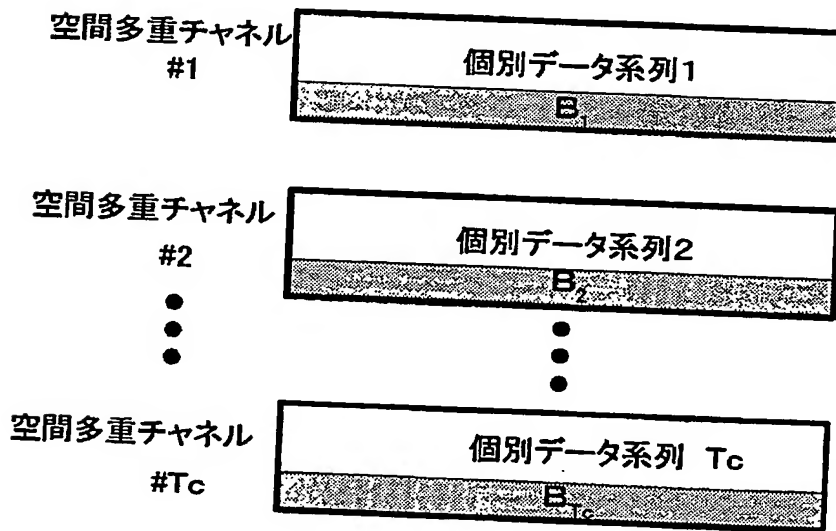 空間多重チャネル
#1
個別データ系列1
B1
空間多重チャネル
#2
個別データ系列2
B2
空間多重チャネル
#Tc
個別データ系列 Tc
BTc